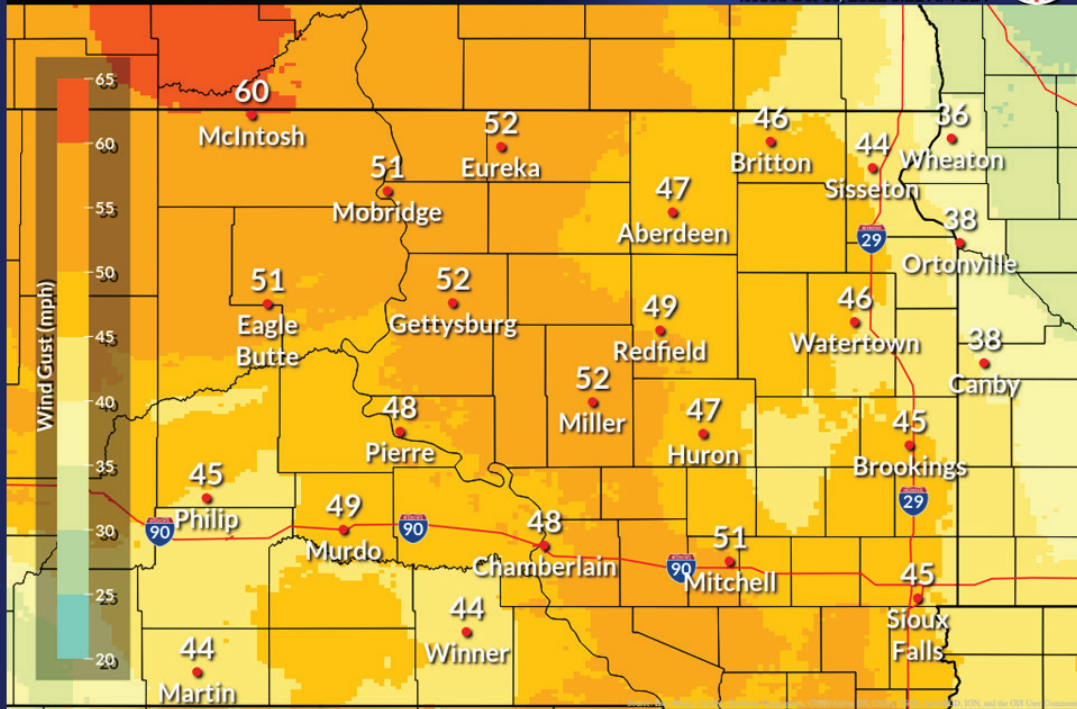 Wind Gust (mph)
65
60
55
50
45
40
35
30
25
20
60
McIntosh
52
Eureka
46
Britton
36
Wheaton
44
Sisseton
51
Mobridge
47
Aberdeen
38
Ortonville
29
51
Eagle
Butte
52
Gettysburg
49
Redfield
46
Watertown
38
Canby
52
Miller
48
Pierre
47
Huron
45
Brookings
45
Philip
49
Murdo
90
90
48
Chamberlain
90
51
Mitchell
29
45
Sioux
Falls
44
Winner
44
Martin